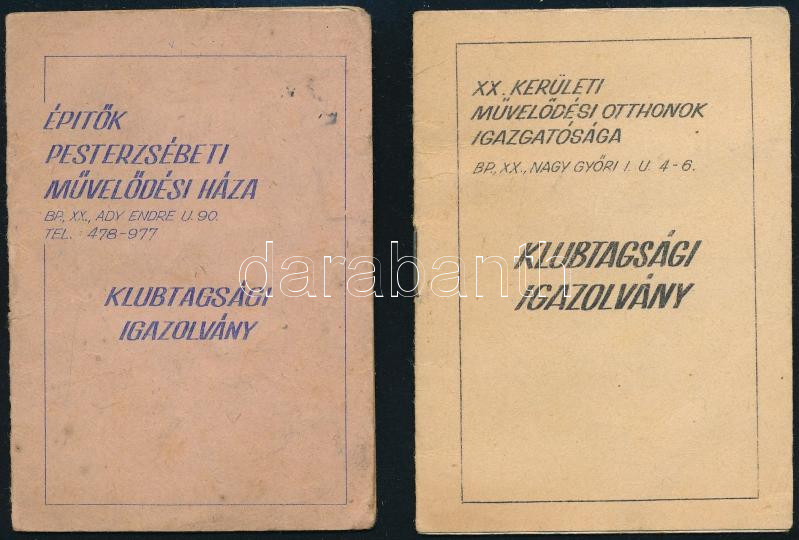 ÉPITŐK
PESTERZSÉBETI
MŰVELŐDÉSI HÁZA
BP., XX., ADY ENDRE U. 90.
TEL.: 478-977
KLUBTAGSÁGI
IGAZOLVÁNY
XX. KERÜLETI
MŰVELŐDÉSI OTTHONOK
IGAZGATÓSÁGA
BP., XX., NAGY GYŐRI I. U. 4-6.
KLUBTAGSÁGI
IGAZOLVÁNY
darabanth